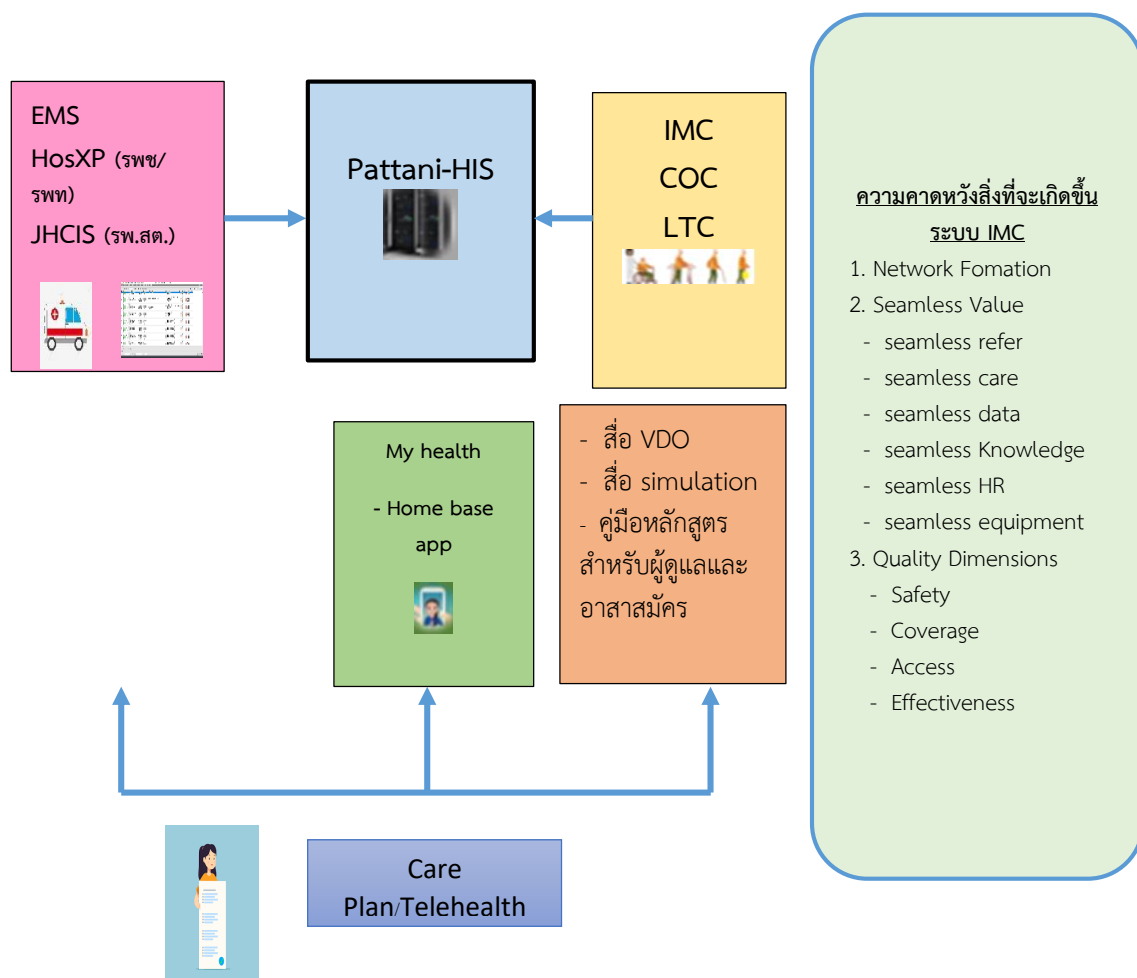 EMS
HosXP (รพช/
รพท)
JHCIS (รพ.สต.)
Pattani-HIS
IMC
COC
LTC
My health
- Home base
app
- สื่อ VDO
- สื่อ simulation
- คู่มือหลักสูตร
สำหรับผู้ดูแลและ
อาสาสมัคร
ความคาดหวังสิ่งที่จะเกิดขึ้น
ระบบ IMC
1. Network Fomation
2. Seamless Value
- seamless refer
- seamless care
- seamless data
- seamless Knowledge
- seamless HR
- seamless equipment
3. Quality Dimensions
- Safety
- Coverage
- Access
- Effectiveness
Care
Plan/Telehealth